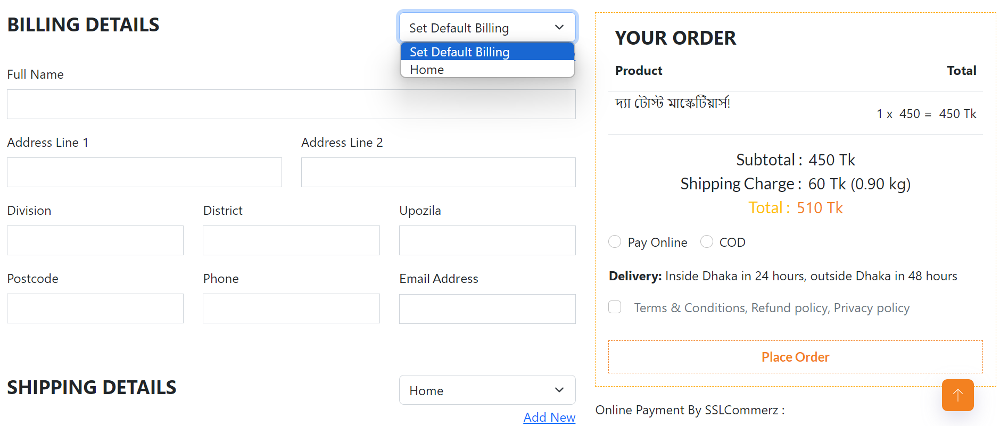 BILLING DETAILS
Set Default Billing
Set Default Billing
Home
Full Name
Address Line 1
Address Line 2
Division
District
Upozila
Postcode
Phone
Email Address
SHIPPING DETAILS
Home
Add New
YOUR ORDER
Product Total
দ্যা টোস্ট মাস্কেটিয়ার্স!
1 x 450 = 450 Tk
Subtotal : 450 Tk
Shipping Charge : 60 Tk (0.90 kg)
Total : 510 Tk
Pay Online COD
Delivery: Inside Dhaka in 24 hours, outside Dhaka in 48 hours
Terms & Conditions, Refund policy, Privacy policy
Place Order
Online Payment By SSLCommerz :